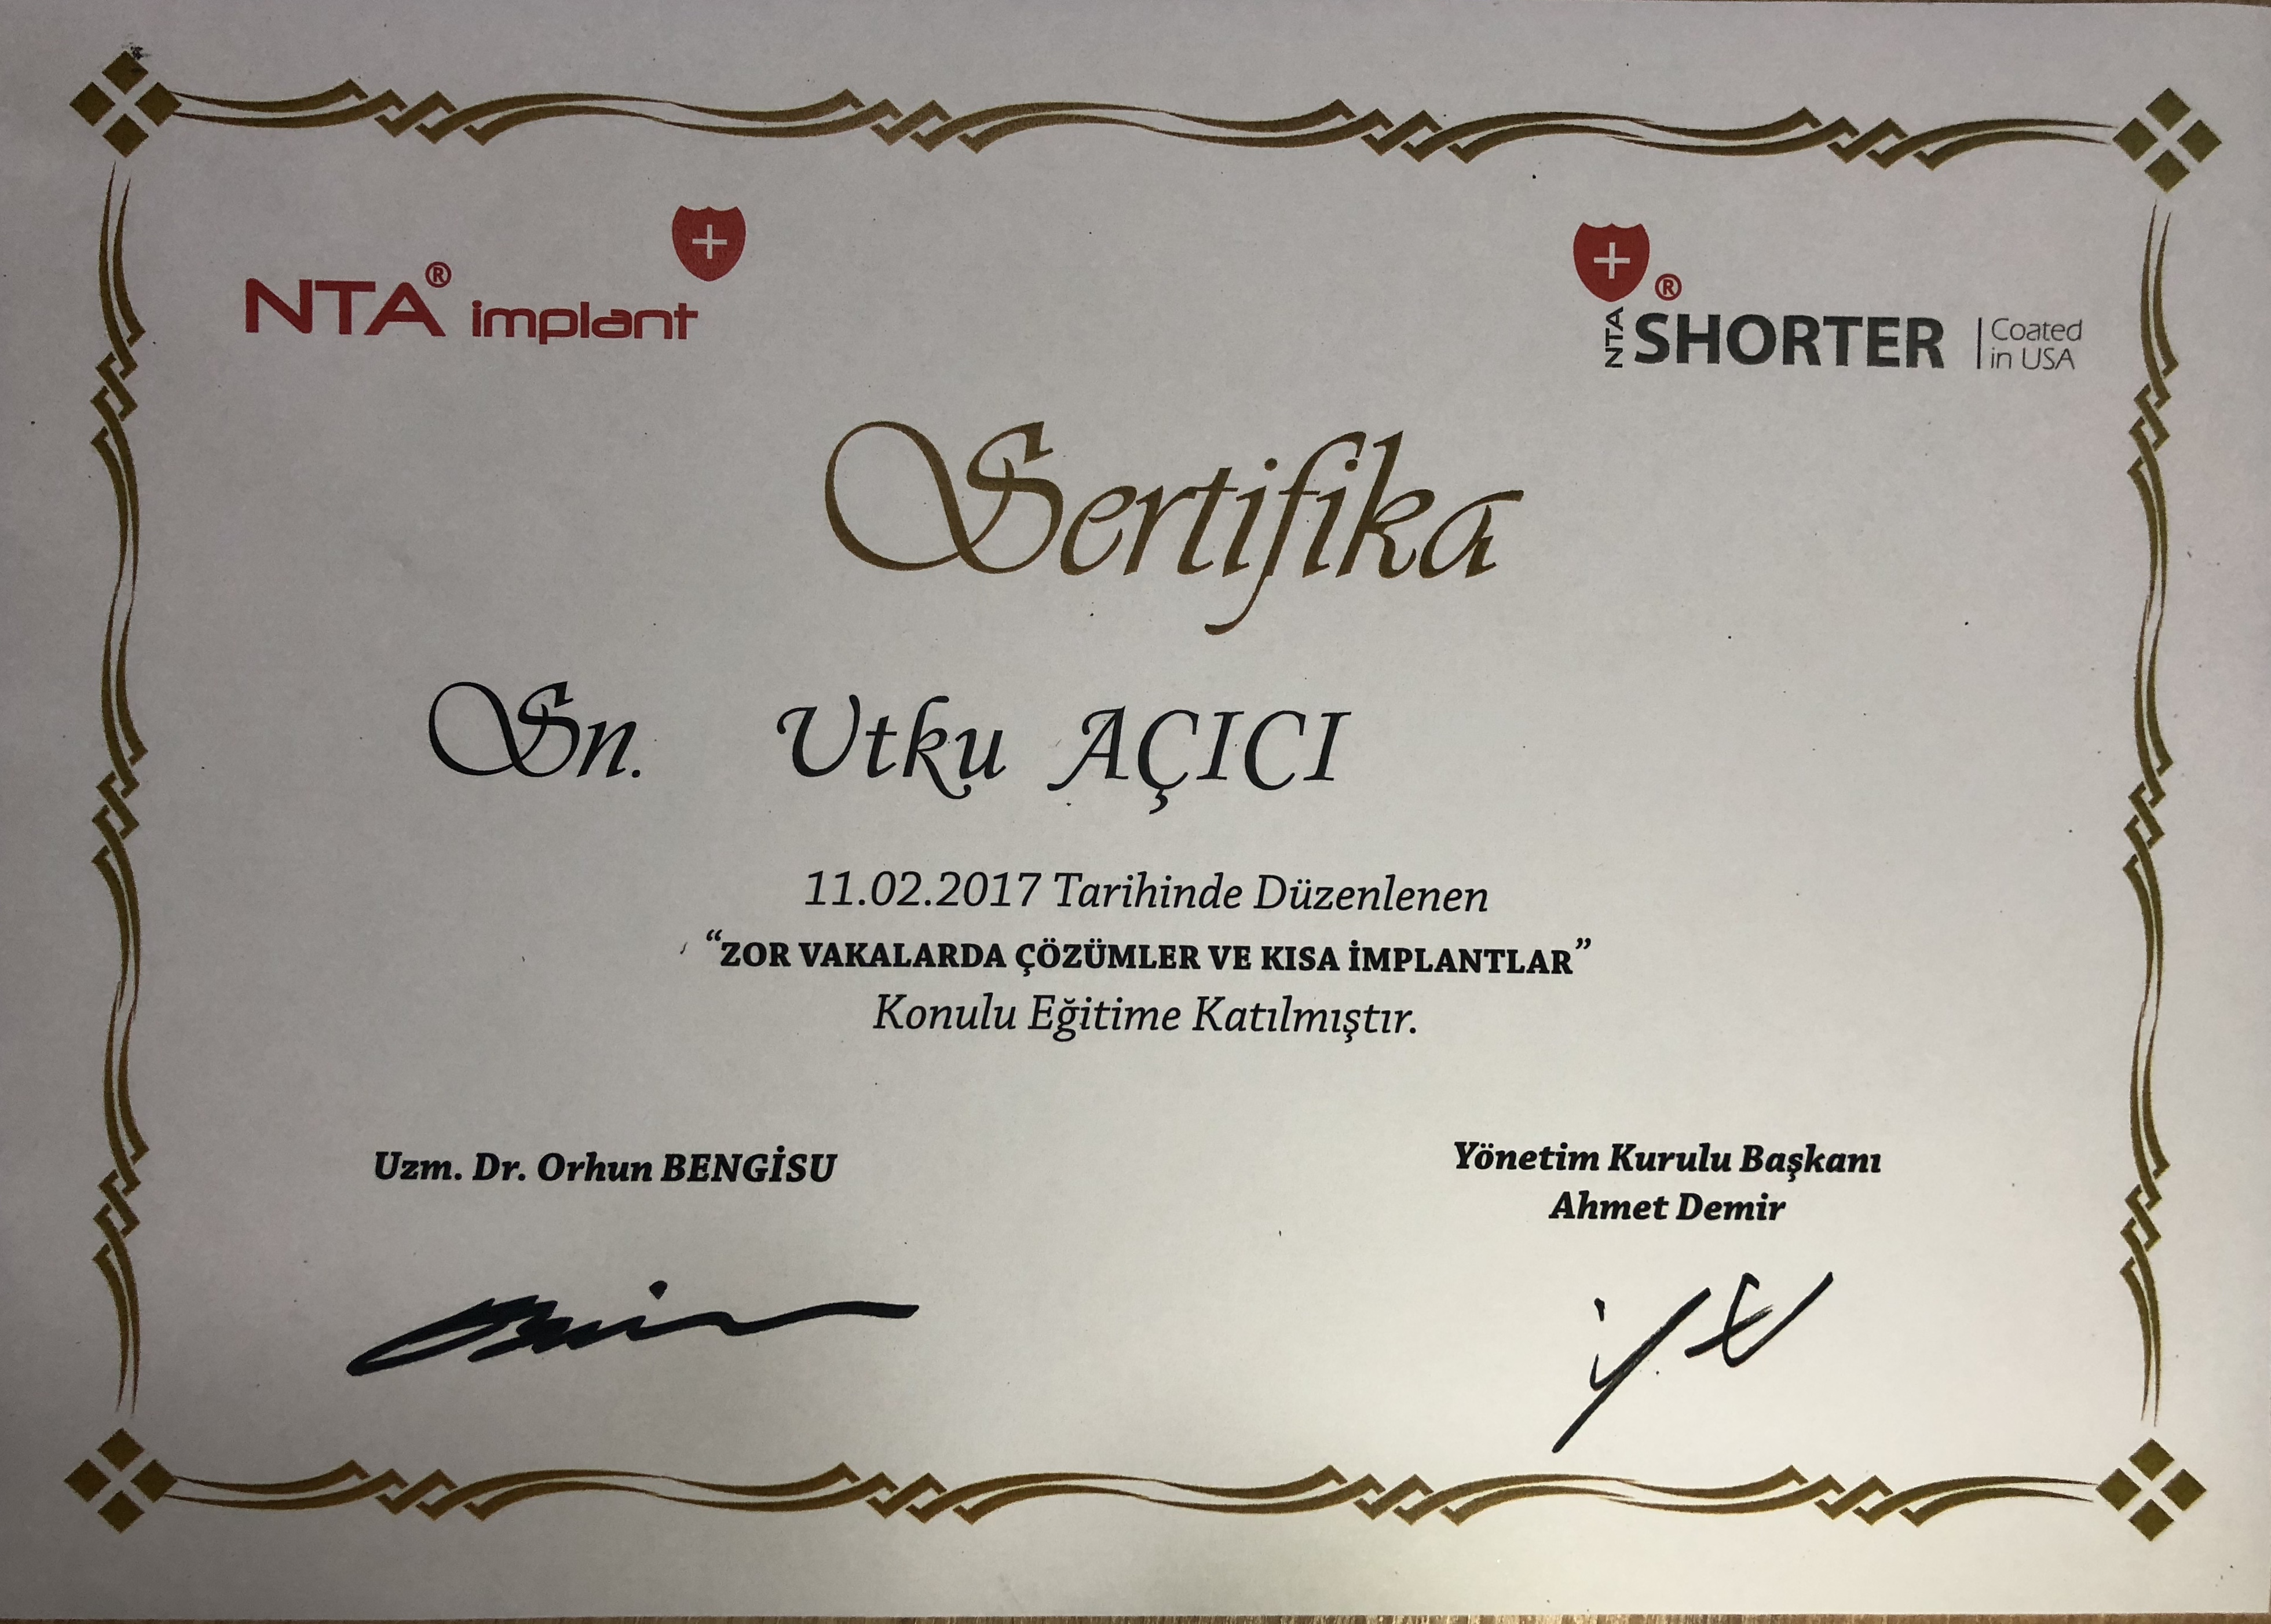 NTA® implant
NTA SHORTER® | Coated in USA
Sertifika
Sn. Utku AÇICI
11.02.2017 Tarihinde Düzenlenen
“ZOR VAKALARDA ÇÖZÜMLER VE KISA İMPLANTLAR”
Konulu Eğitime Katılmıştır.
Uzm. Dr. Orhun BENGİSU
Yönetim Kurulu Başkanı
Ahmet Demir